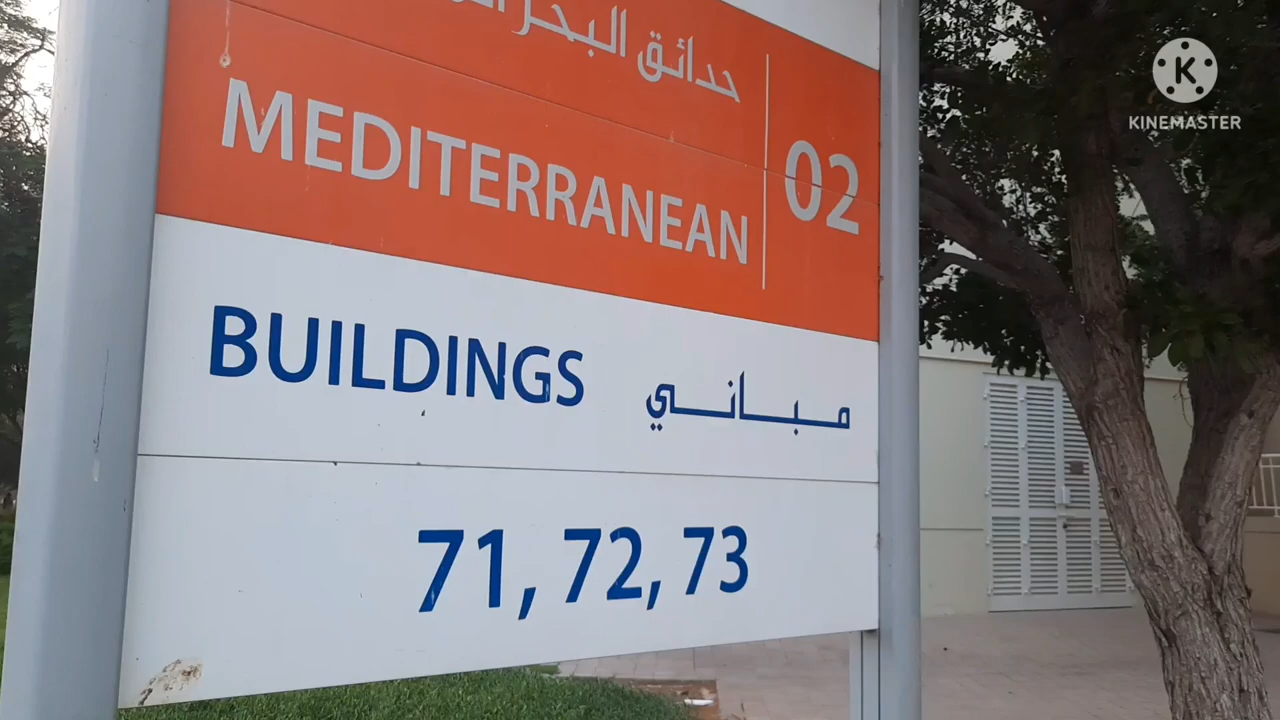 حدائق البحر
MEDITERRANEAN
02
BUILDINGS مباني
71, 72, 73
K
KINEMASTER